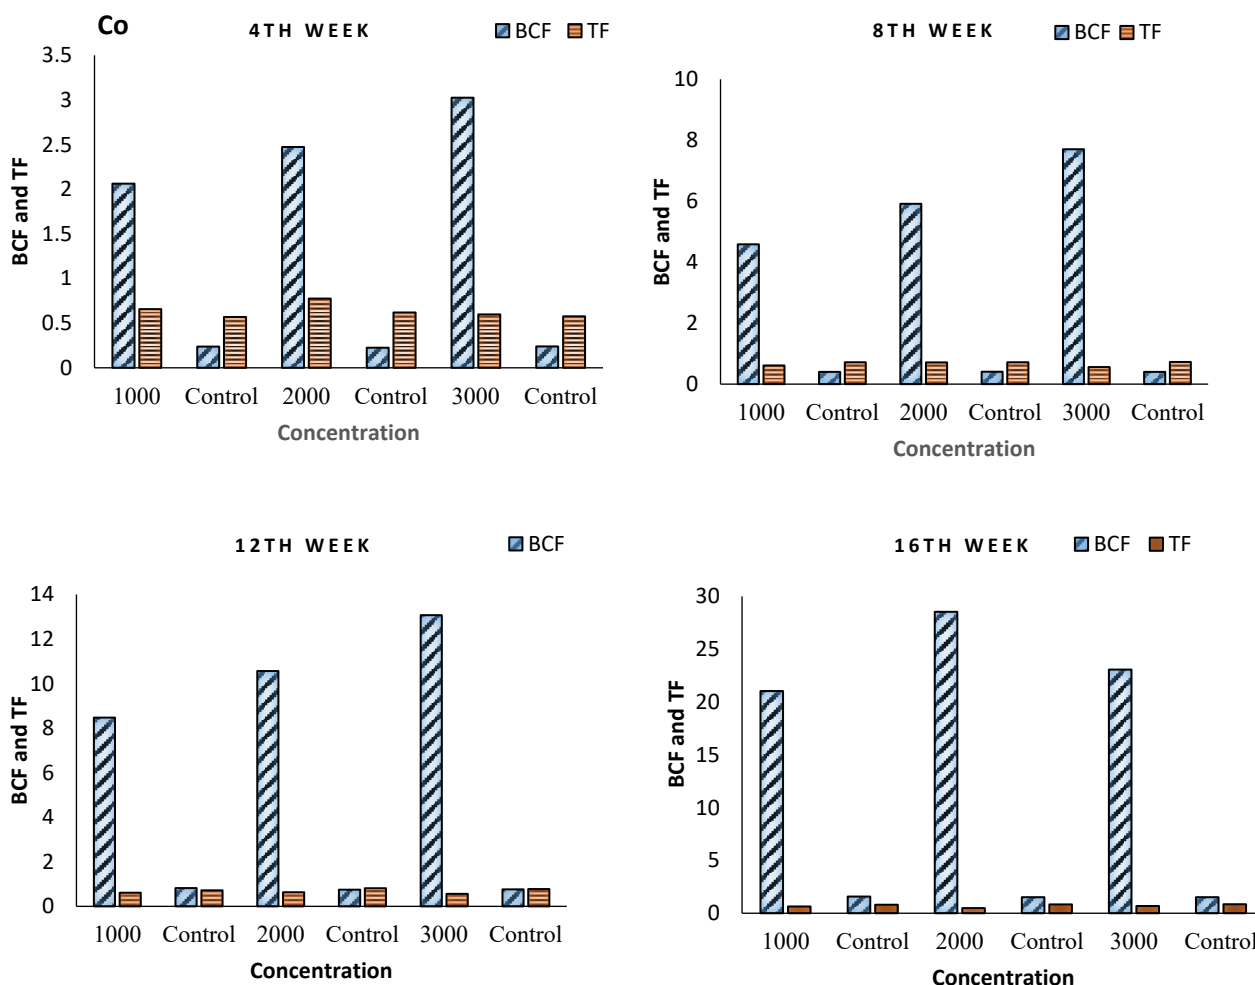 Co
4TH WEEK
BCF TF
3.5
3
2.5
2
1.5
1
0.5
0
BCF and TF
1000 Control 2000 Control 3000 Control
Concentration
8TH WEEK
BCF TF
10
8
6
4
2
0
BCF and TF
1000 Control 2000 Control 3000 Control
Concentration
12TH WEEK
BCF
14
12
10
8
6
4
2
0
BCF and TF
1000 Control 2000 Control 3000 Control
Concentration
16TH WEEK
BCF TF
30
25
20
15
10
5
0
BCF and TF
1000 Control 2000 Control 3000 Control
Concentration